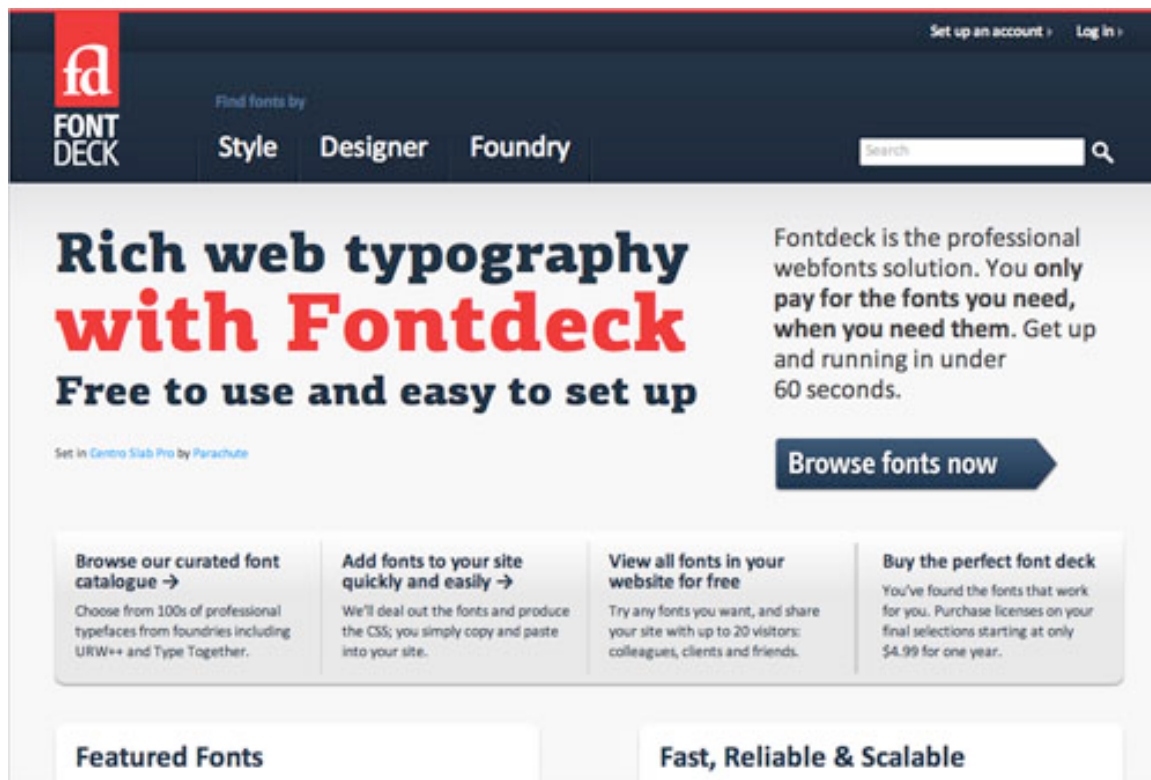 Set up an account ›
Log in ›
fd
FONT
DECK
Find fonts by
Style
Designer
Foundry
Search
Rich web typography
with Fontdeck
Free to use and easy to set up
Set in Centro Slab Pro by Parachute
Fontdeck is the professional
webfonts solution. You only
pay for the fonts you need,
when you need them. Get up
and running in under
60 seconds.
Browse fonts now
Browse our curated font
catalogue →
Choose from 100s of professional
typefaces from foundries including
URW++ and Type Together.
Add fonts to your site
quickly and easily →
We'll deal out the fonts and produce
the CSS; you simply copy and paste
into your site.
View all fonts in your
website for free
Try any fonts you want, and share
your site with up to 20 visitors:
colleagues, clients and friends.
Buy the perfect font deck
You've found the fonts that work
for you. Purchase licenses on your
final selections starting at only
$4.99 for one year.
Featured Fonts
Fast, Reliable & Scalable